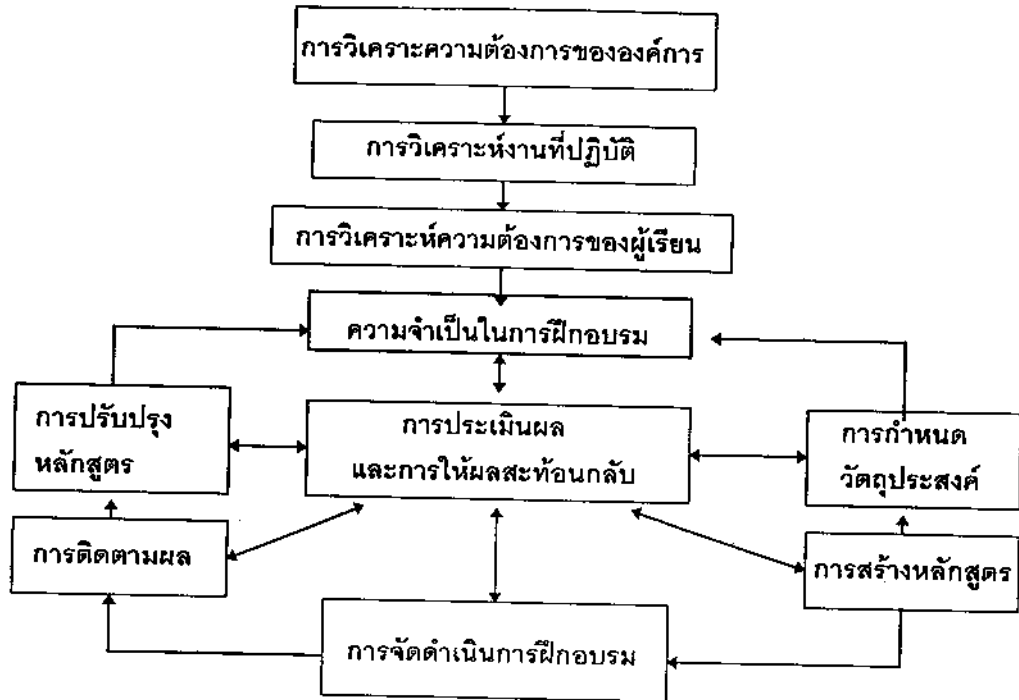 การวิเคราะความต้องการขององค์การ
การวิเคราะห์งานที่ปฏิบัติ
การวิเคราะห์ความต้องการของผู้เรียน
ความจำเป็นในการฝึกอบรม
การปรับปรุง
หลักสูตร
การประเมินผล
และการให้ผลสะท้อนกลับ
การกำหนด
วัตถุประสงค์
การติดตามผล
การสร้างหลักสูตร
การจัดดำเนินการฝึกอบรม